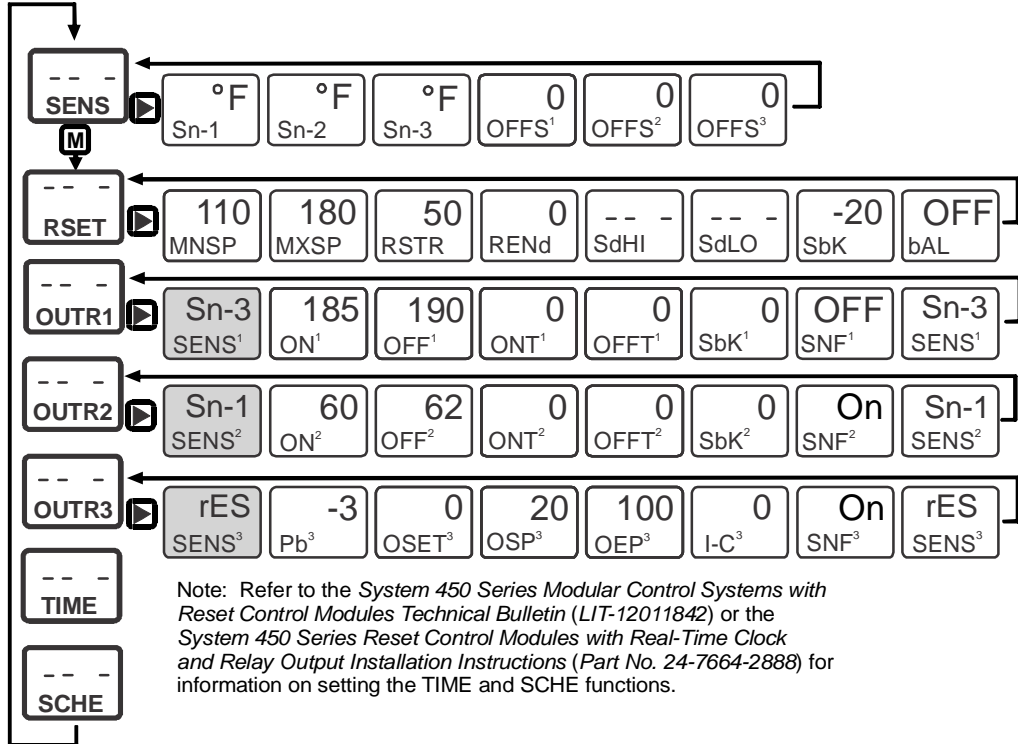 -- -
SENS
°F
Sn-1
°F
Sn-2
°F
Sn-3
0
OFFS¹
0
OFFS²
0
OFFS³
M
-- -
RSET
110
MNSP
180
MXSP
50
RSTR
0
RENd
-- -
SdHI
-- -
SdLO
-20
SbK
OFF
bAL
-- -
OUTR1
Sn-3
SENS¹
185
ON¹
190
OFF¹
0
ONT¹
0
OFFT¹
0
SbK¹
OFF
SNF¹
Sn-3
SENS¹
-- -
OUTR2
Sn-1
SENS²
60
ON²
62
OFF²
0
ONT²
0
OFFT²
0
SbK²
On
SNF²
Sn-1
SENS²
-- -
OUTR3
rES
SENS³
-3
Pb³
0
OSET³
20
OSP³
100
OEP³
0
I-C³
On
SNF³
rES
SENS³
-- -
TIME
-- -
SCHE
Note: Refer to the System 450 Series Modular Control Systems with
Reset Control Modules Technical Bulletin (LIT-12011842) or the
System 450 Series Reset Control Modules with Real-Time Clock
and Relay Output Installation Instructions (Part No. 24-7664-2888) for
information on setting the TIME and SCHE functions.